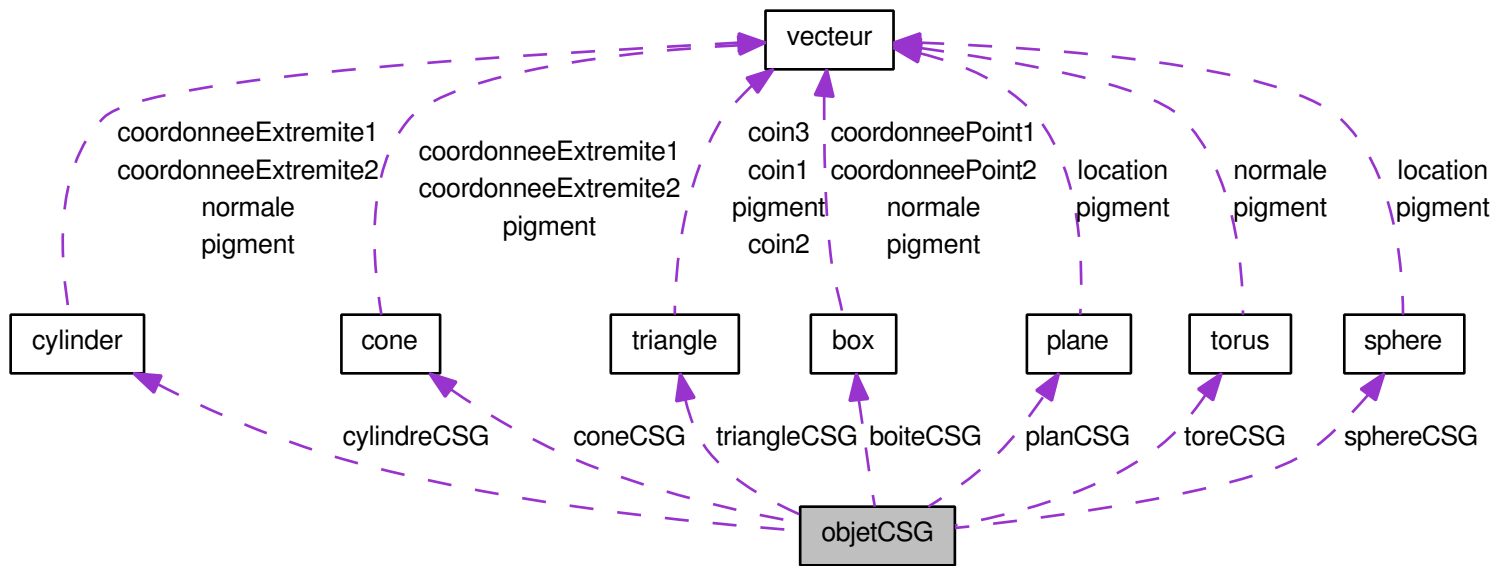 vecteur
coordonneeExtremite1
coordonneeExtremite2
normale
pigment
coordonneeExtremite1
coordonneeExtremite2
pigment
coin3
coin1
pigment
coin2
coordonneePoint1
coordonneePoint2
normale
pigment
location
pigment
normale
pigment
location
pigment
cylinder
cone
triangle
box
plane
torus
sphere
cylindreCSG
coneCSG
triangleCSG
boiteCSG
planCSG
toreCSG
sphereCSG
objetCSG